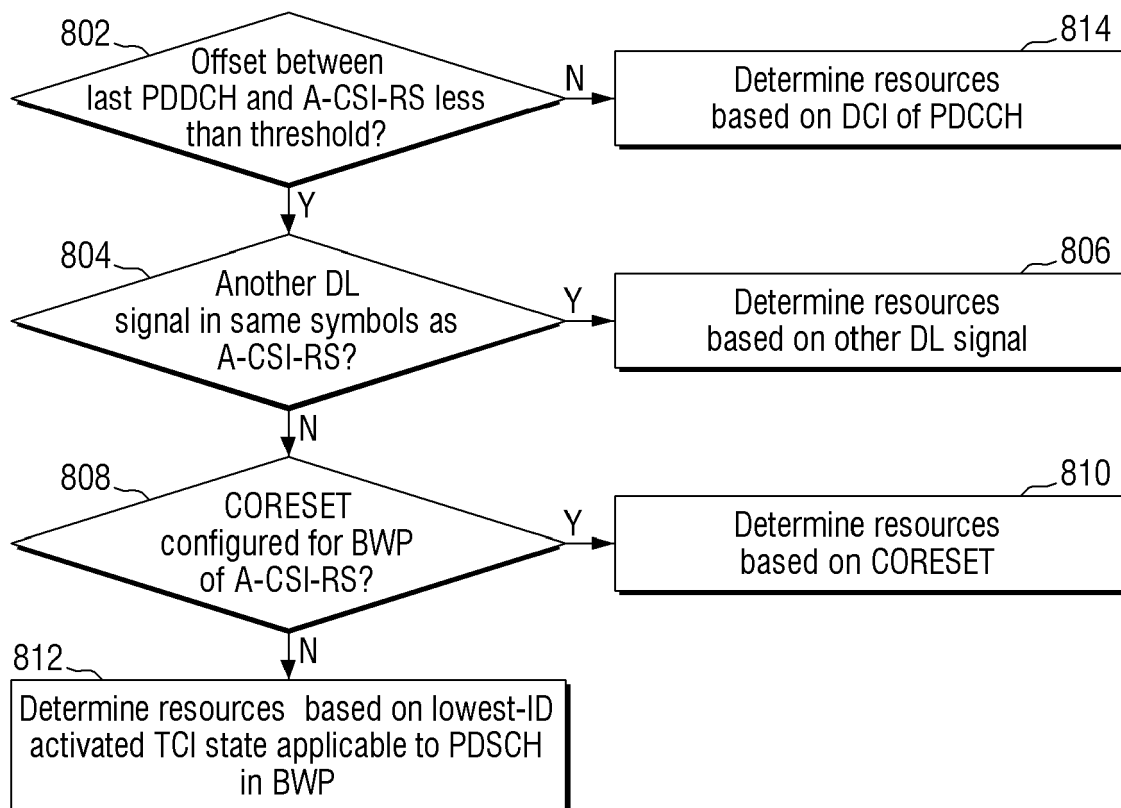 802
Offset between
last PDDCH and A-CSI-RS less
than threshold?
N
814
Determine resources
based on DCI of PDCCH
Y
804
Another DL
signal in same symbols as
A-CSI-RS?
Y
806
Determine resources
based on other DL signal
N
808
CORESET
configured for BWP
of A-CSI-RS?
Y
810
Determine resources
based on CORESET
N
812
Determine resources based on lowest-ID
activated TCI state applicable to PDSCH
in BWP